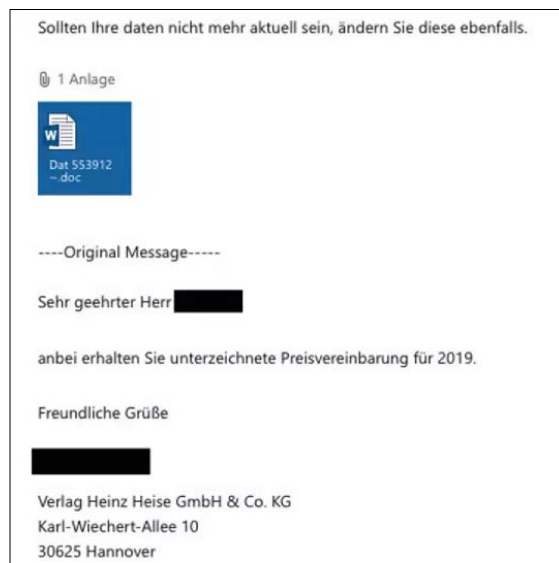 Sollten Ihre daten nicht mehr aktuell sein, ändern Sie diese ebenfalls.
1 Anlage
W
Dat 553912
~.doc
----Original Message-----
Sehr geehrter Herr
anbei erhalten Sie unterzeichnete Preisvereinbarung für 2019.
Freundliche Grüße
Verlag Heinz Heise GmbH & Co. KG
Karl-Wiechert-Allee 10
30625 Hannover